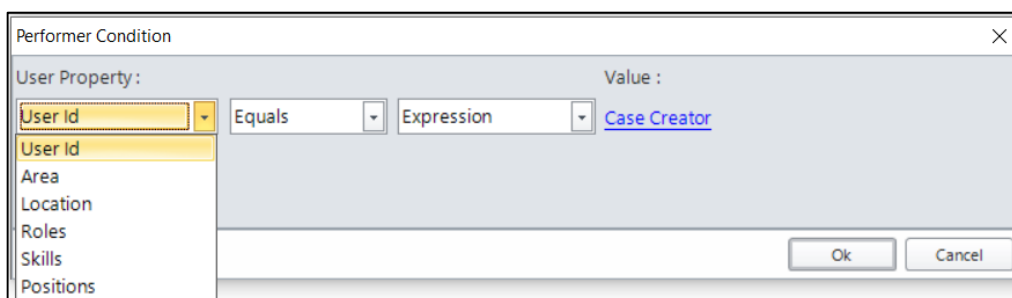 Performer Condition
User Property : Value :
User Id Equals Expression Case Creator
User Id
Area
Location
Roles
Skills
Ok Cancel
Positions